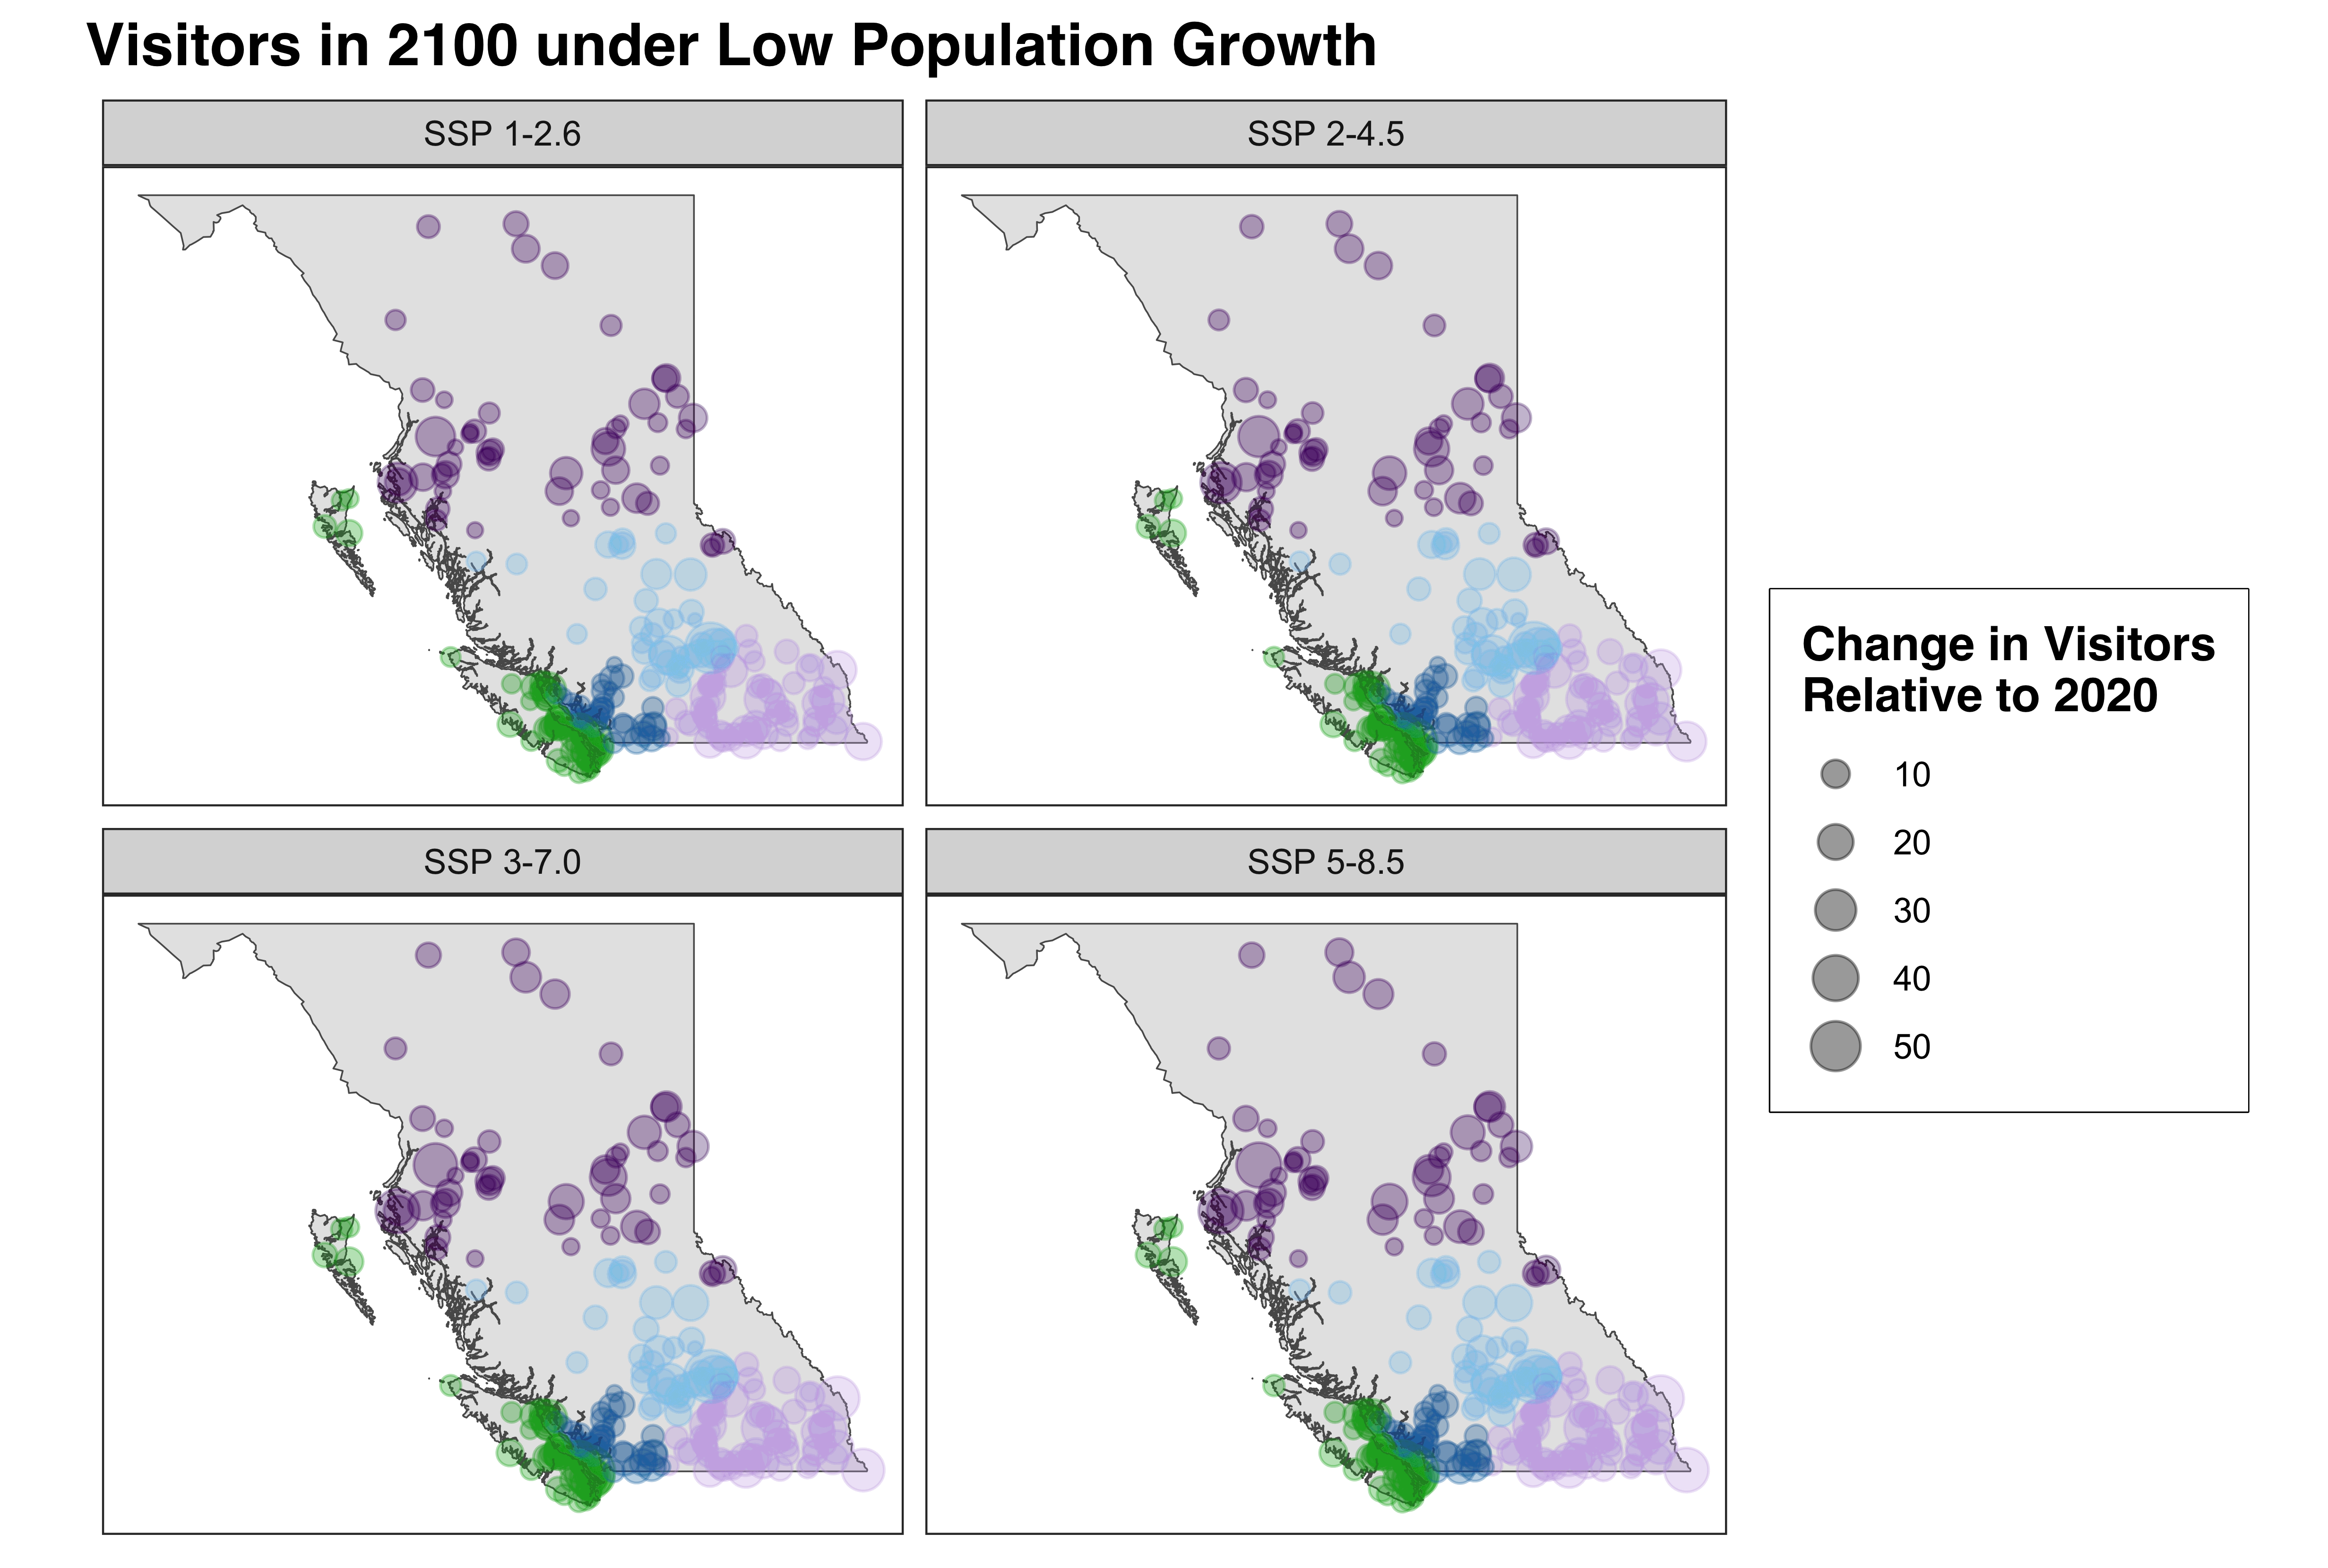 Visitors in 2100 under Low Population Growth
SSP 1-2.6
SSP 2-4.5
SSP 3-7.0
SSP 5-8.5
Change in Visitors
Relative to 2020
10
20
30
40
50